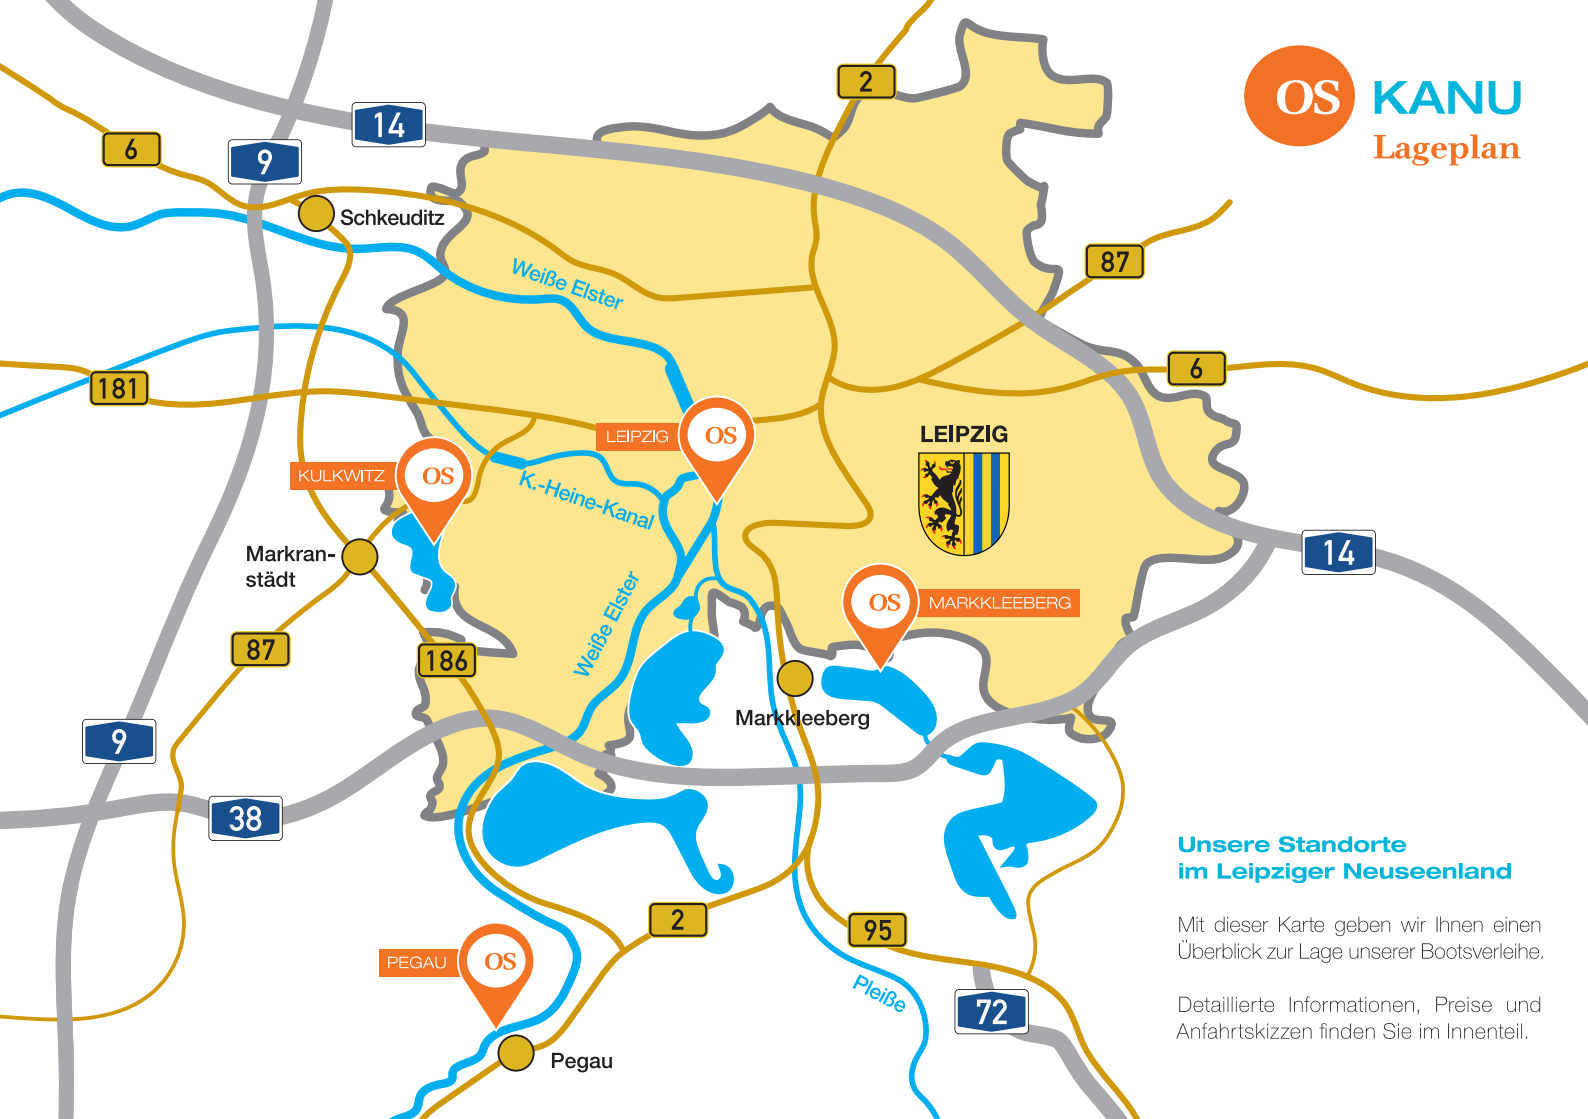 OS KANU
Lageplan
14
9
6
2
Schkeuditz
Weiße Elster
87
6
181
LEIPZIG
OS
LEIPZIG
KULKWITZ
OS
K.-Heine-Kanal
Markran-
städt
14
OS
MARKKLEEBERG
Weiße Elster
87
186
Markkleeberg
9
38
Unsere Standorte
im Leipziger Neuseenland
Mit dieser Karte geben wir Ihnen einen
Überblick zur Lage unserer Bootsverleihe.
Detaillierte Informationen, Preise und
Anfahrtskizzen finden Sie im Innenteil.
2
95
PEGAU
OS
Pleiße
72
Pegau